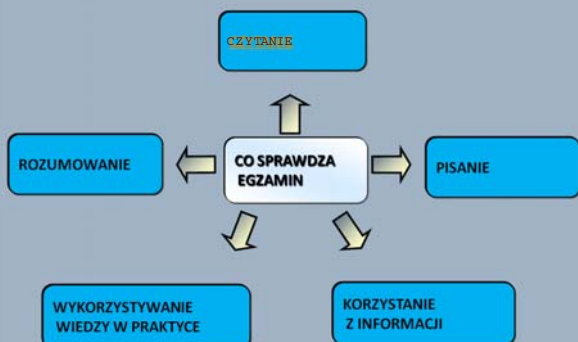 CZYTANIE
ROZUMOWANIE
CO SPRAWDZA
EGZAMIN
PISANIE
WYKORZYSTYWANIE
WIEDZY W PRAKTYCE
KORZYSTANIE
Z INFORMACJI